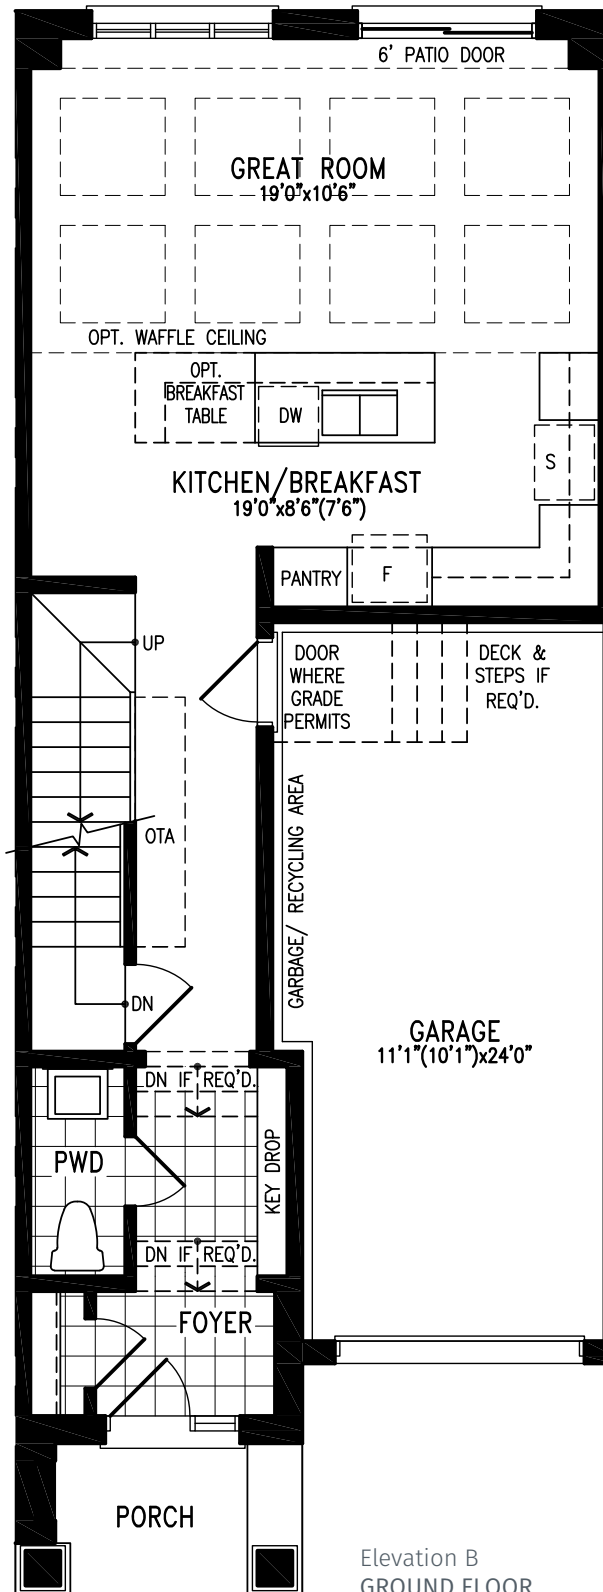 6' PATIO DOOR
GREAT ROOM
19'0"x10'6"
OPT. WAFFLE CEILING
OPT.
BREAKFAST
TABLE
DW
S
KITCHEN/BREAKFAST
19'0"x8'6"(7'6")
PANTRY
F
UP
DOOR
WHERE
GRADE
PERMITS
DECK &
STEPS IF
REQ'D.
OTA
GARBAGE/ RECYCLING AREA
DN
GARAGE
11'1"(10'1")x24'0"
DN IF REQ'D.
PWD
KEY DROP
DN IF REQ'D.
FOYER
PORCH
Elevation B
GROUND FLOOR